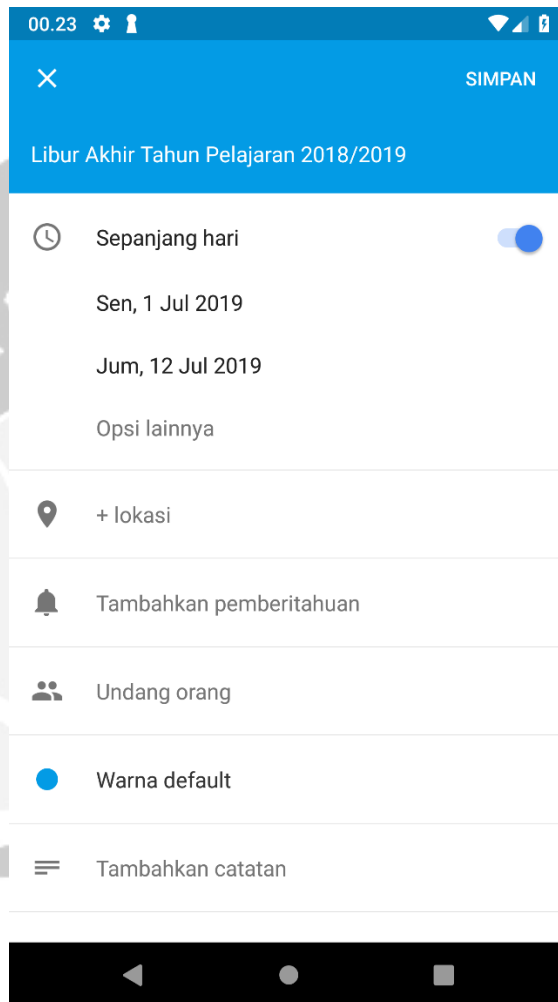 00.23
SIMPAN
Libur Akhir Tahun Pelajaran 2018/2019
Sepanjang hari
Sen, 1 Jul 2019
Jum, 12 Jul 2019
Opsi lainnya
+ lokasi
Tambahkan pemberitahuan
Undang orang
Warna default
Tambahkan catatan